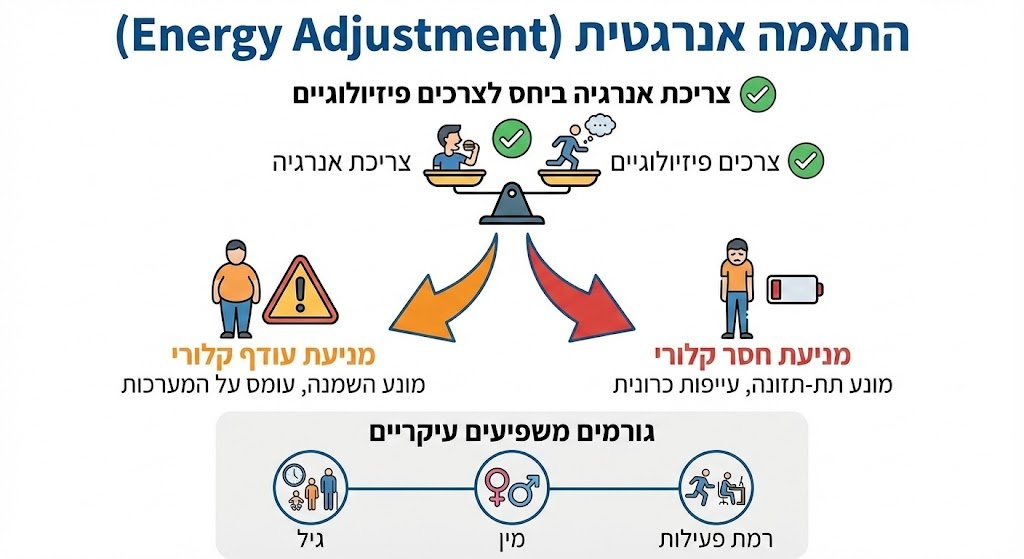 התאמה אנרגטית (Energy Adjustment)
צריכת אנרגיה ביחס לצרכים פיזיולוגיים
צרכים פיזיולוגיים
צריכת אנרגיה
מניעת חסר קלורי
מונע תת-תזונה, עייפות כרונית
מניעת עודף קלורי
מונע השמנה, עומס על המערכות
גורמים משפיעים עיקריים
רמת פעילות
מין
גיל